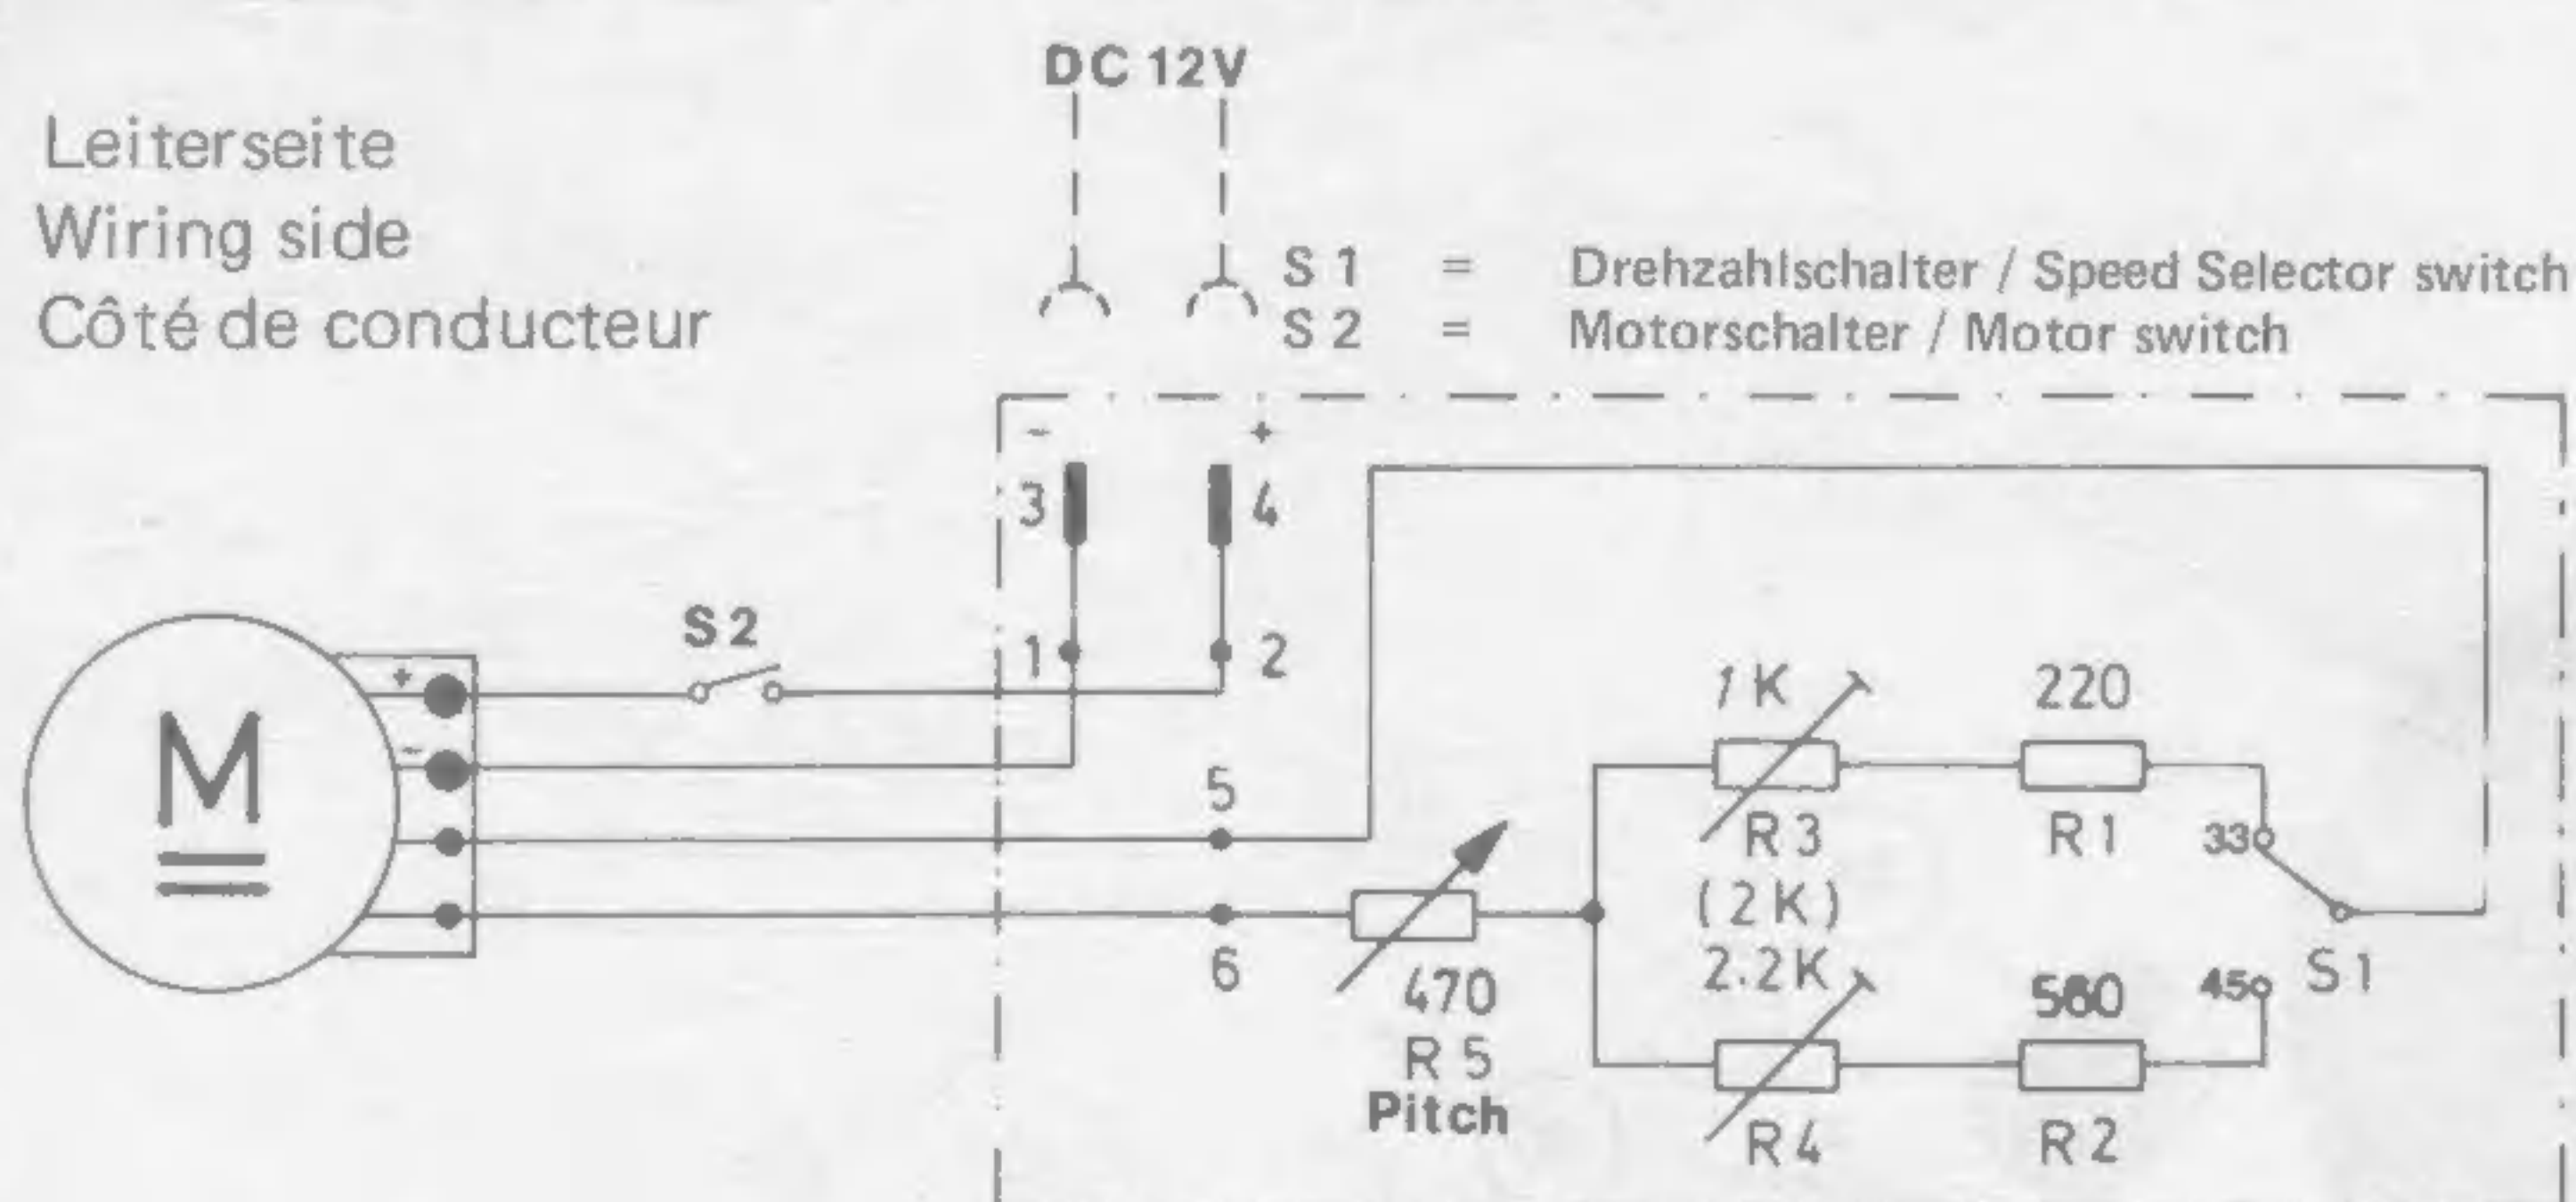 DC 12V
Leiterseite
Wiring side
Côté de conducteur
S 1 = Drehzahlschalter / Speed Selector switch
S 2 = Motorschalter / Motor switch
- +
3 4
S 2
1 2
+
-
M
5
6
1 K 220
R 3 R 1
(2 K)
2.2K
33
45
S 1
470
R 5
Pitch
560
R 4 R 2